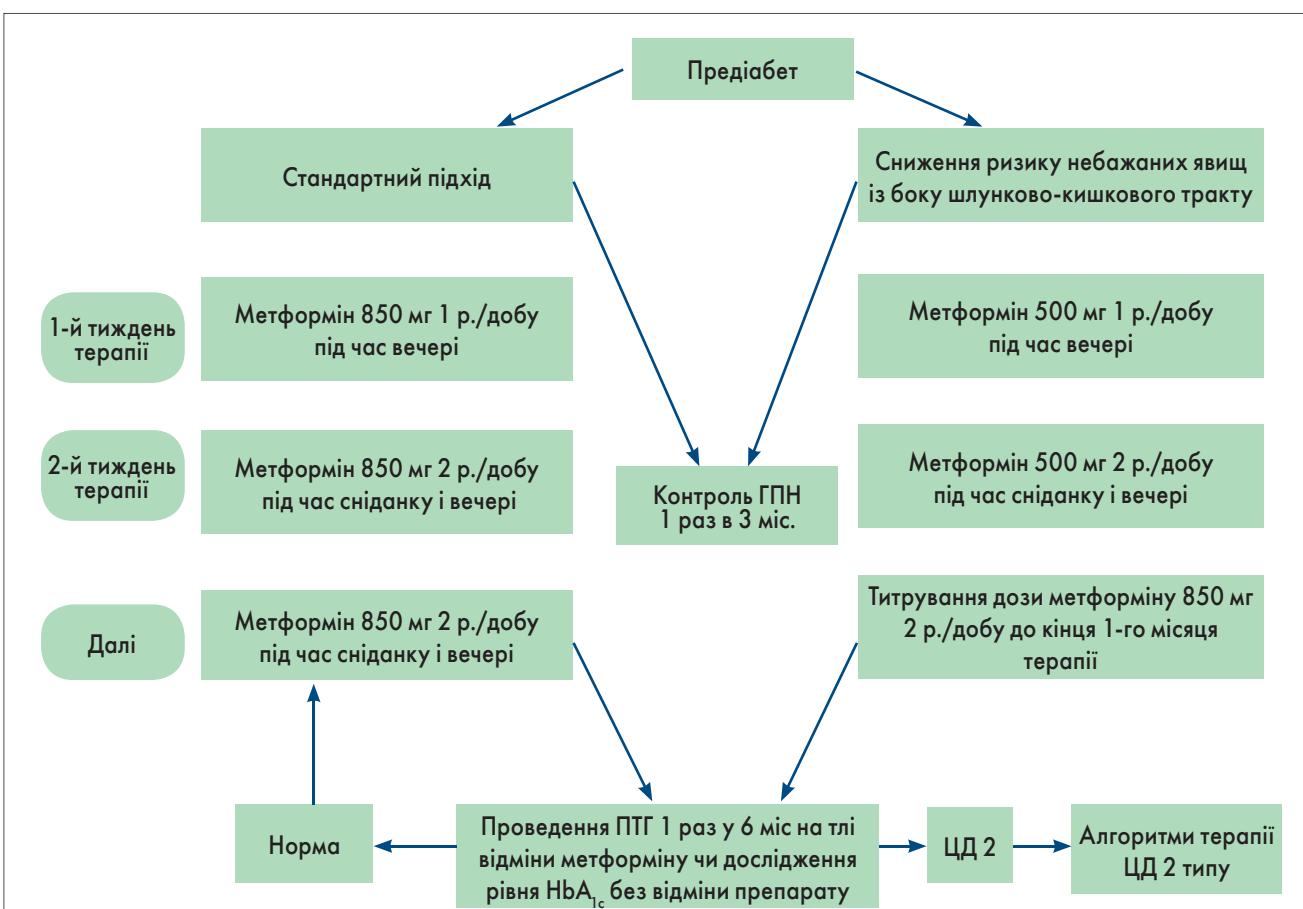 Предіабет
Стандартний підхід
Сниження ризику небажаних явищ
із боку шлунково-кишкового тракту
1-й тиждень
терапії
Метформін 850 мг 1 р./добу
під час вечері
Метформін 500 мг 1 р./добу
під час вечері
2-й тиждень
терапії
Метформін 850 мг 2 р./добу
під час сніданку і вечері
Контроль ГПН
1 раз в 3 міс.
Метформін 500 мг 2 р./добу
під час сніданку і вечері
Далі
Метформін 850 мг 2 р./добу
під час сніданку і вечері
Титрування дози метформіну 850 мг
2 р./добу до кінця 1-го місяця
терапії
Норма
Проведення ПТГ 1 раз у 6 міс на тлі
відміни метформіну чи дослідження
рівня HbA1c без відміни препарату
ЦД 2
Алгоритми терапії
ЦД 2 типу